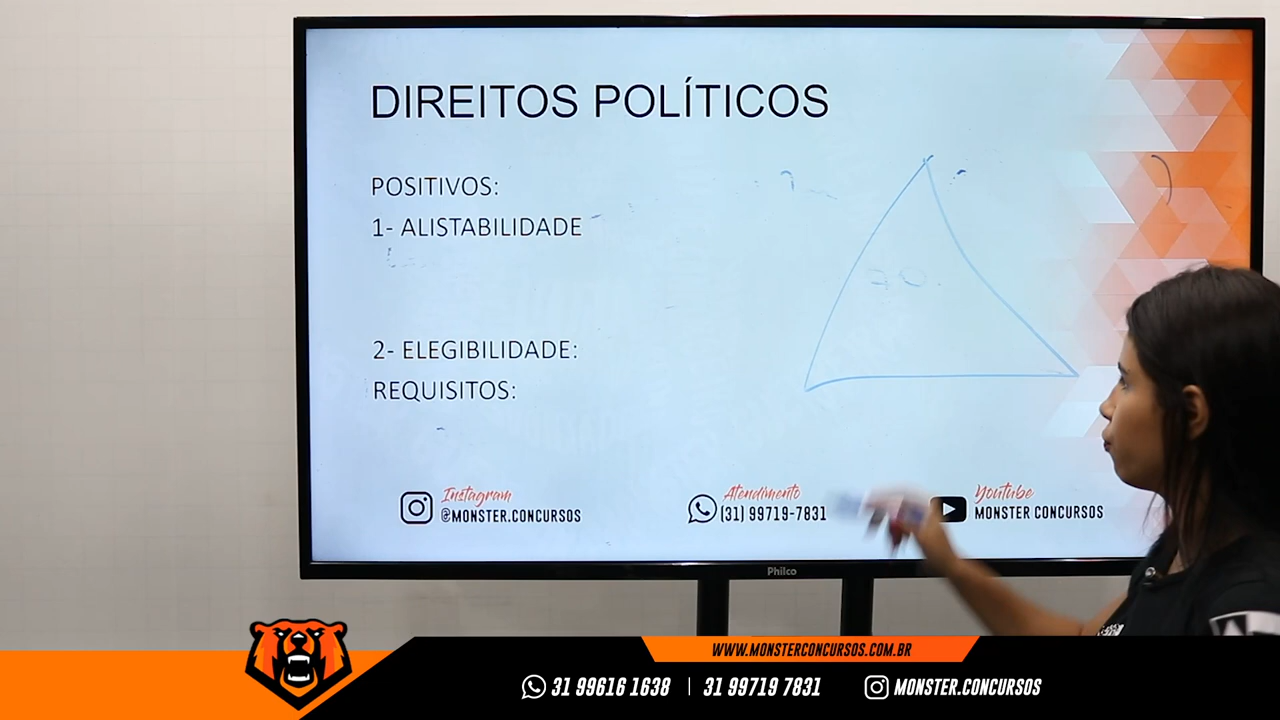 DIREITOS POLÍTICOS
POSITIVOS:
1- ALISTABILIDADE
2- ELEGIBILIDADE:
REQUISITOS:
Instagram
@MONSTER.CONCURSOS
Atendimento
(31) 99719-7831
Youtube
MONSTER CONCURSOS
Philco
WWW.MONSTERCONCURSOS.COM.BR
31 99616 1638 | 31 99719 7831 MONSTER.CONCURSOS